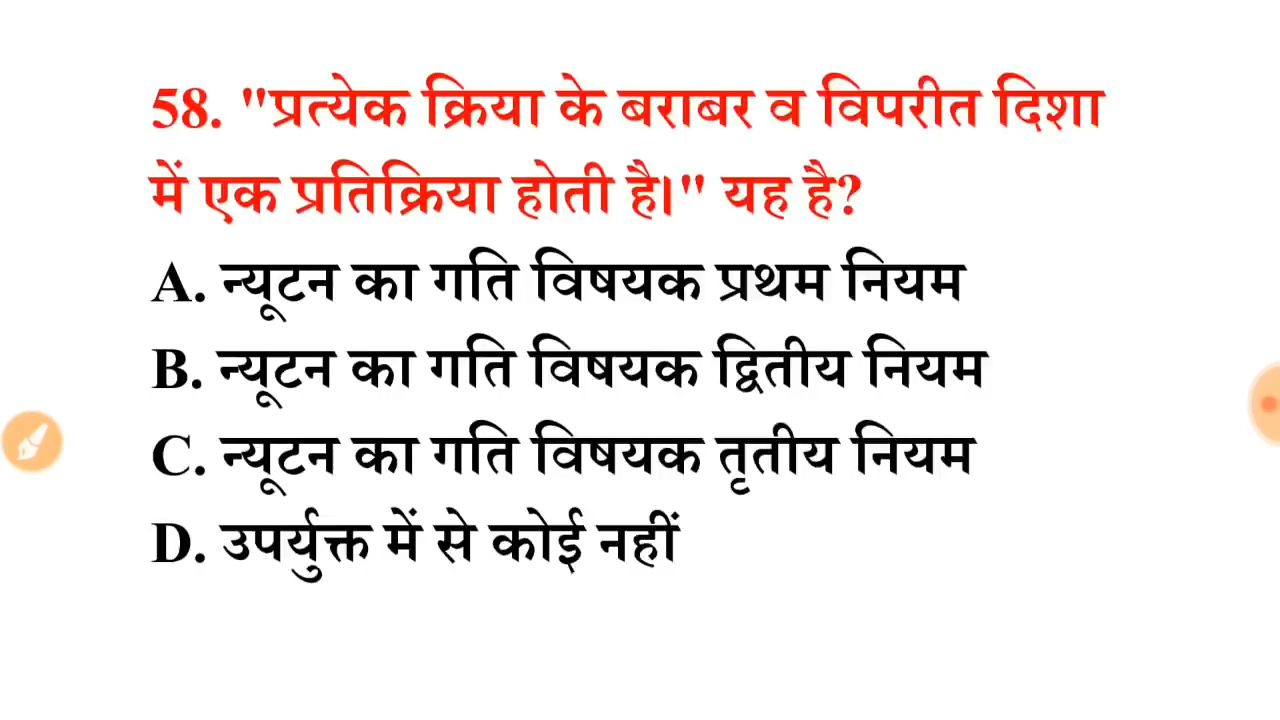 58. "प्रत्येक क्रिया के बराबर व विपरीत दिशा
में एक प्रतिक्रिया होती है।" यह है?
A. न्यूटन का गति विषयक प्रथम नियम
B. न्यूटन का गति विषयक द्वितीय नियम
C. न्यूटन का गति विषयक तृतीय नियम
D. उपर्युक्त में से कोई नहीं